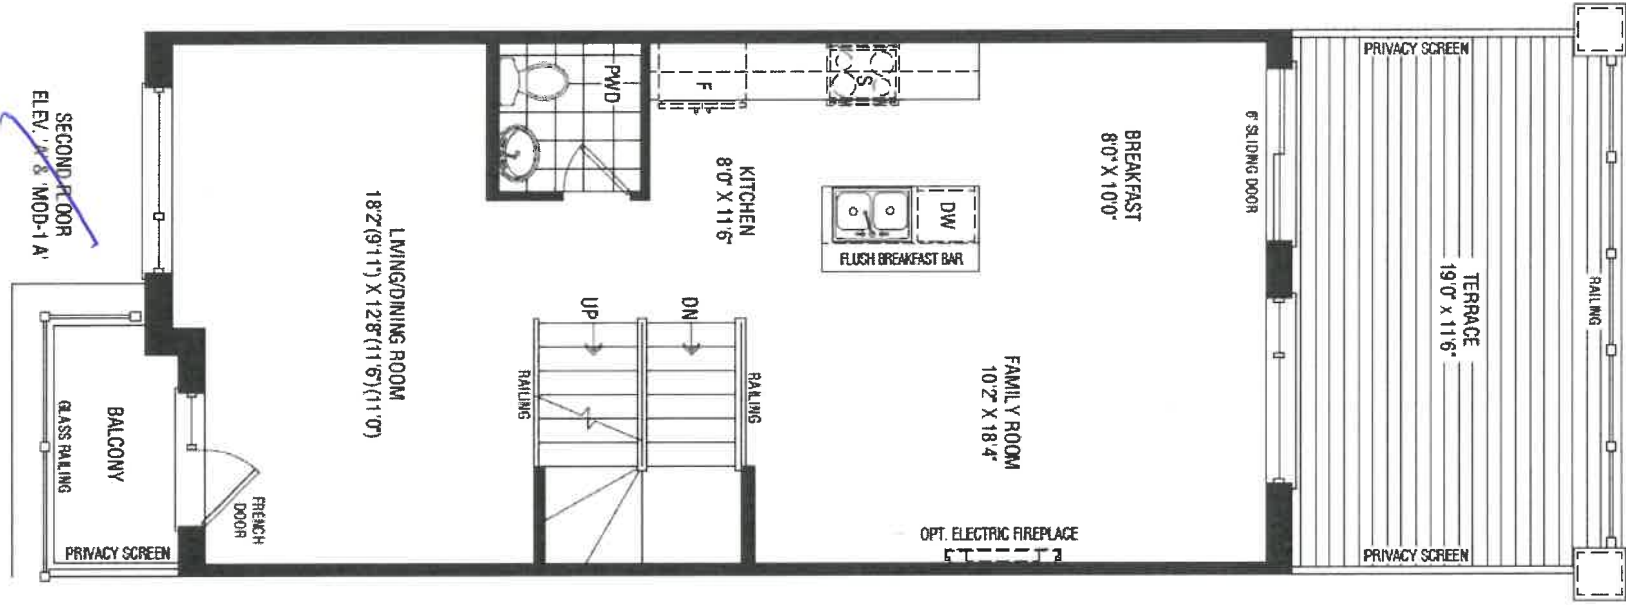 PRIVACY SCREEN
RAILING
TERRACE
19'0" x 11'6"
PRIVACY SCREEN
6' SLIDING DOOR
BREAKFAST
8'0" X 10'0"
FAMILY ROOM
10'2" X 18'4"
OPT. ELECTRIC FIREPLACE
S
F
DW
FLUSH BREAKFAST BAR
KITCHEN
8'0" X 11'6"
PWD
DN
UP
RAILING
RAILING
LIVING/DINING ROOM
18'2"(9'11") X 12'8"(11'6")(11'0")
FRENCH
DOOR
BALCONY
GLASS RAILING
PRIVACY SCREEN
SECOND FLOOR
ELEV. 'A' & 'MOD-1 A'